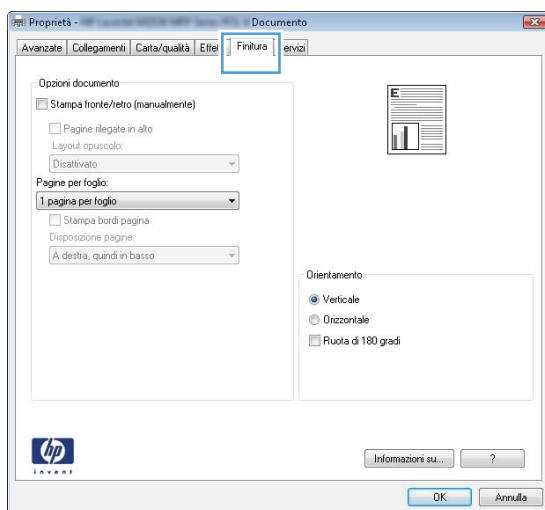 Proprietà -
Documento
Avanzate Collegamenti Carta/qualità Finitura
Opzioni documento
Stampa fronte/retro (manualmente)
Pagine rilegate in alto
Layout opuscolo:
Disattivato
Pagine per foglio:
1 pagina per foglio
Stampa bordi pagina
Disposizione pagine:
A destra, quindi in basso
E
Orientamento
Verticale
Orizzontale
Ruota di 180 gradi
hp
invent
Informazioni su... ?
OK Annulla